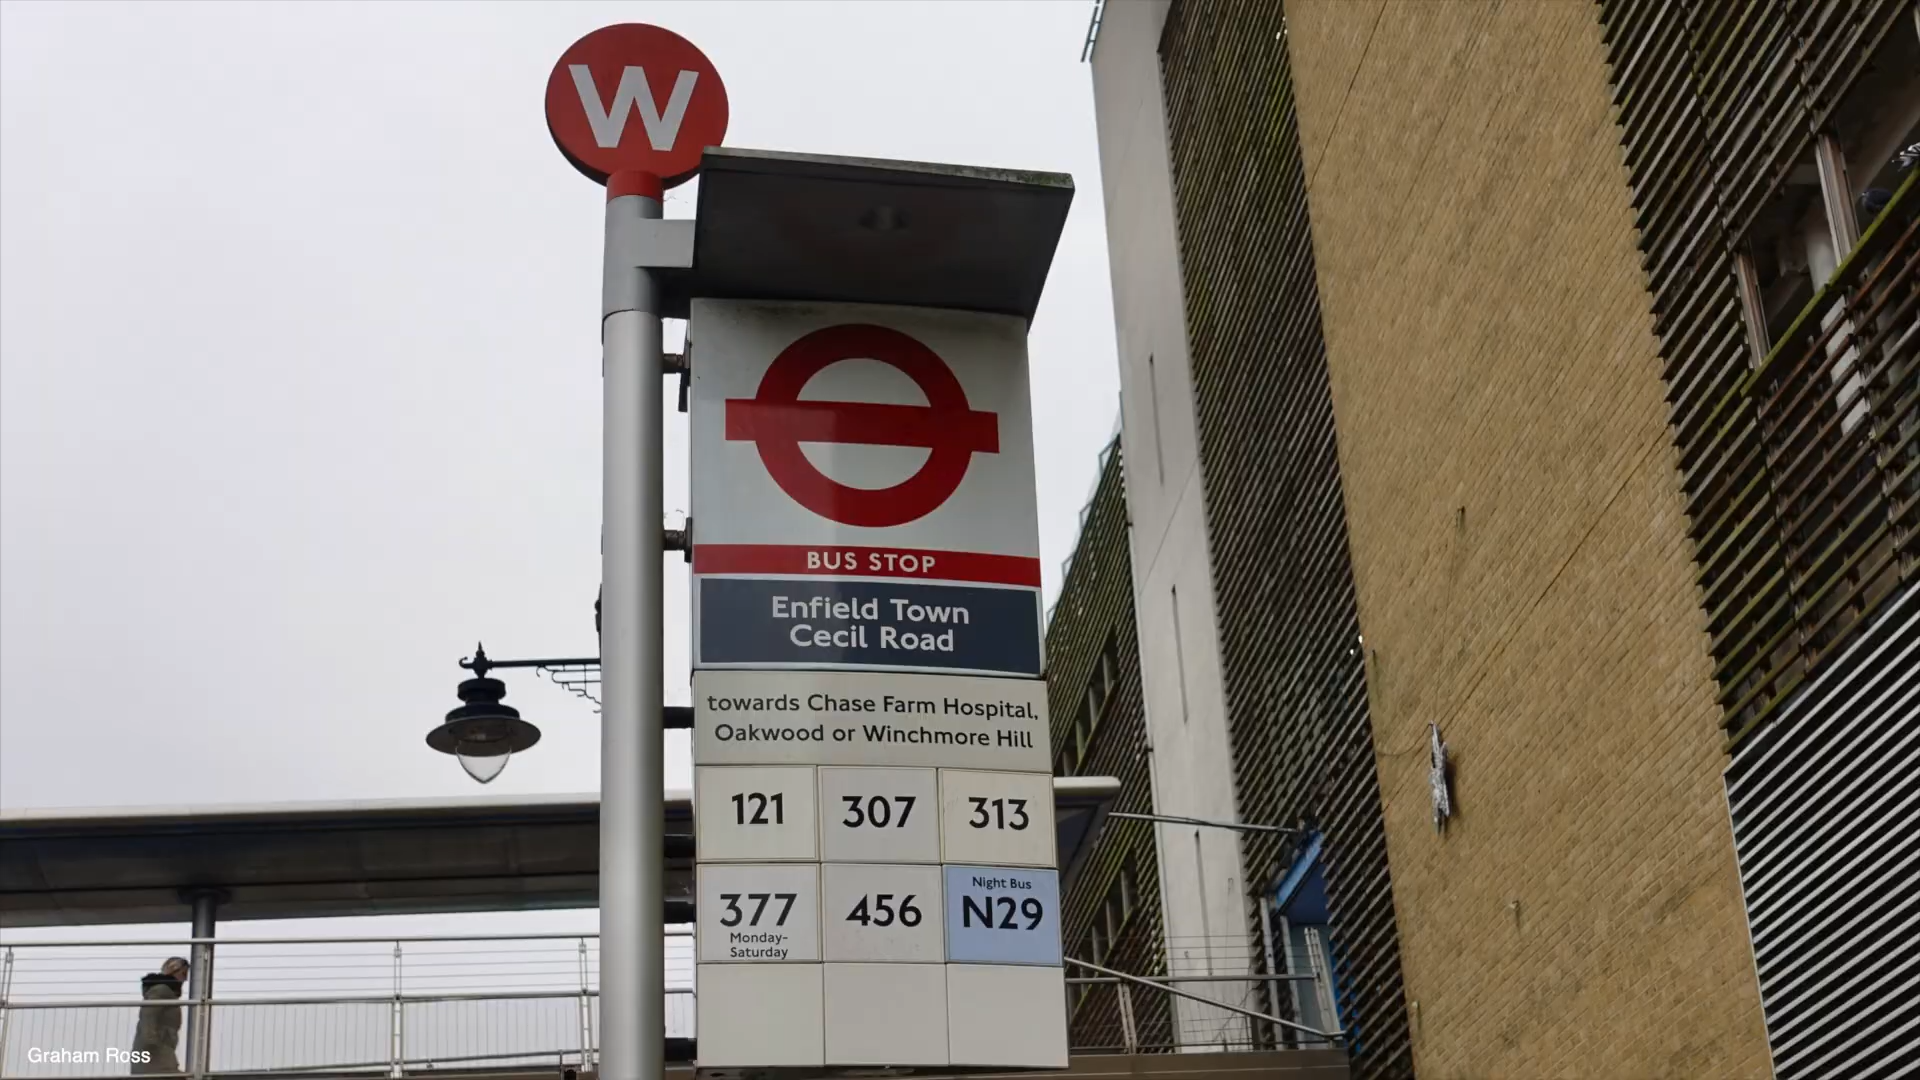 W
BUS STOP
Enfield Town
Cecil Road
towards Chase Farm Hospital,
Oakwood or Winchmore Hill
121 307 313
377 456 N29
Monday-
Saturday
Night Bus
Graham Ross